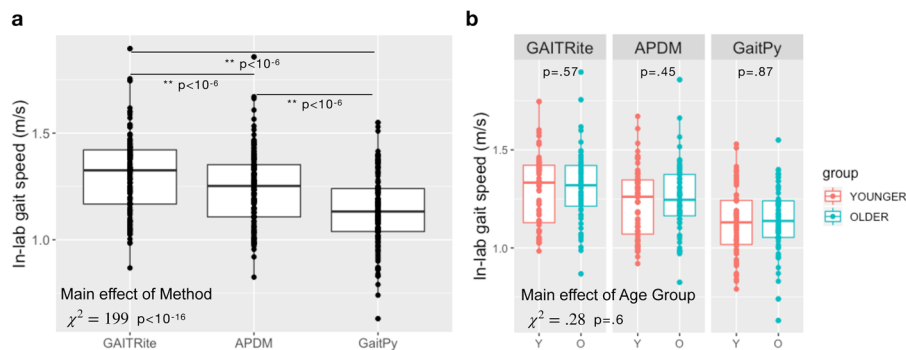 a
In-lab gait speed (m/s)
1.5
1.0
** p<10-6
** p<10-6
** p<10-6
Main effect of Method
χ² = 199 p<10-16
GAITRite APDM GaitPy
b
In-lab gait speed (m/s)
1.5
1.0
GAITRite APDM GaitPy
p=.57 p=.45 p=.87
Main effect of Age Group
χ² = .28 p=.6
Y O Y O Y O
group
YOUNGER
OLDER